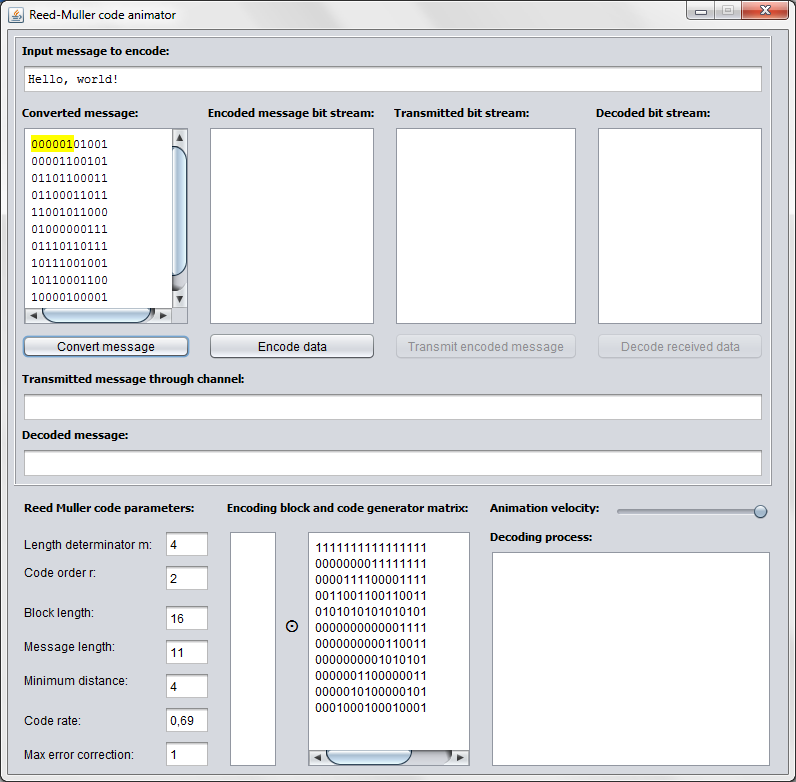 Reed-Muller code animator
Input message to encode:
Hello, world!
Converted message: Encoded message bit stream: Transmitted bit stream: Decoded bit stream:
00000101001
00001100101
01101100011
01100011011
11001011000
01000000111
01110110111
10111001001
10110001100
10000100001
Convert message Encode data Transmit encoded message Decode received data
Transmitted message through channel:
Decoded message:
Reed Muller code parameters: Encoding block and code generator matrix: Animation velocity:
Length determinator m: 4
Code order r: 2
Block length: 16
Message length: 11
Minimum distance: 4
Code rate: 0,69
Max error correction: 1
1111111111111111
0000000011111111
0000111100001111
0011001100110011
0101010101010101
0000000000001111
0000000000110011
0000000001010101
0000001100000011
0000010100000101
0001000100010001
⊙
Decoding process: